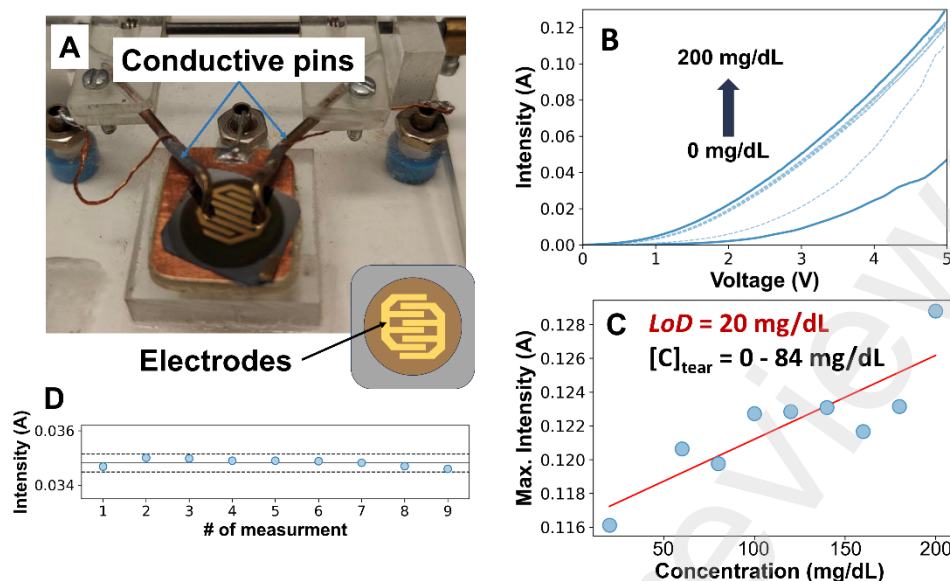 A
Conductive pins
Electrodes
B
Intensity (A)
0.12
0.10
0.08
0.06
0.04
0.02
0.00
200 mg/dL
0 mg/dL
0 1 2 3 4 5
Voltage (V)
C
Max. Intensity (A)
0.128
0.126
0.124
0.122
0.120
0.118
0.116
LoD = 20 mg/dL
[C]tear = 0 - 84 mg/dL
50 100 150 200
Concentration (mg/dL)
D
Intensity (A)
0.036
0.034
1 2 3 4 5 6 7 8 9
# of measurment
review